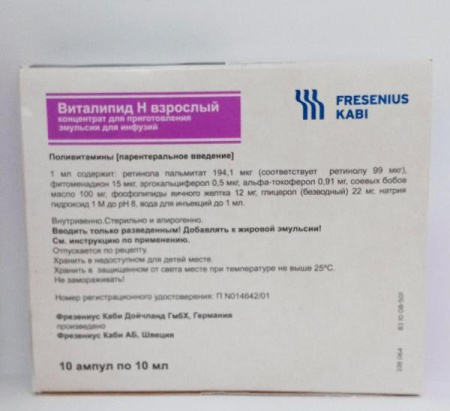 Виталипид Н взрослый
концентрат для приготовления
эмульсии для инфузий
FRESENIUS
KABI
Поливитамины [парентеральное введение]
1 мл содержит: ретинола пальмитат 194,1 мкг (соответствует ретинолу 99 мкг),
фитоменадион 15 мкг, эргокальциферол 0,5 мкг, альфа-токоферол 0,91 мг, соевых бобов
масло 100 мг, фосфолипиды яичного желтка 12 мг, глицерол (безводный) 22 мг, натрия
гидроксид 1 М до pH 8, вода для инъекций до 1 мл.
Внутривенно.Стерильно и апирогенно.
Вводить только разведенным! Добавлять к жировой эмульсии!
См. инструкцию по применению.
Отпускается по рецепту.
Хранить в недоступном для детей месте.
Хранить в защищенном от света месте при температуре не выше 25°С.
Не замораживать!
Номер регистрационного удостоверения: П N014642/01
Фрезениус Каби Дойчланд ГмбХ, Германия
произведено
Фрезениус Каби АБ, Швеция
10 ампул по 10 мл